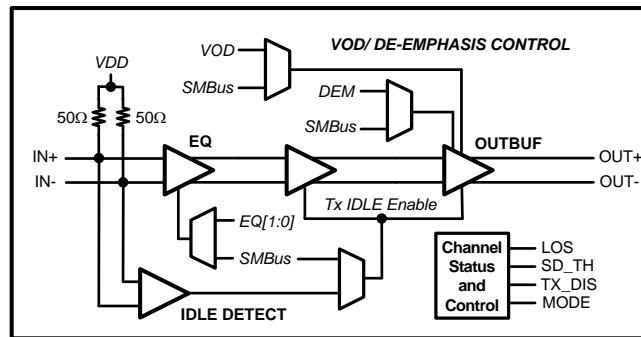 VOD
VOD/ DE-EMPHASIS CONTROL
VDD
SMBus
DEM
50Ω
50Ω
SMBus
EQ
OUTBUF
IN+
OUT+
IN-
OUT-
Tx IDLE Enable
EQ[1:0]
SMBus
IDLE DETECT
Channel
Status
and
Control
LOS
SD_TH
TX_DIS
MODE